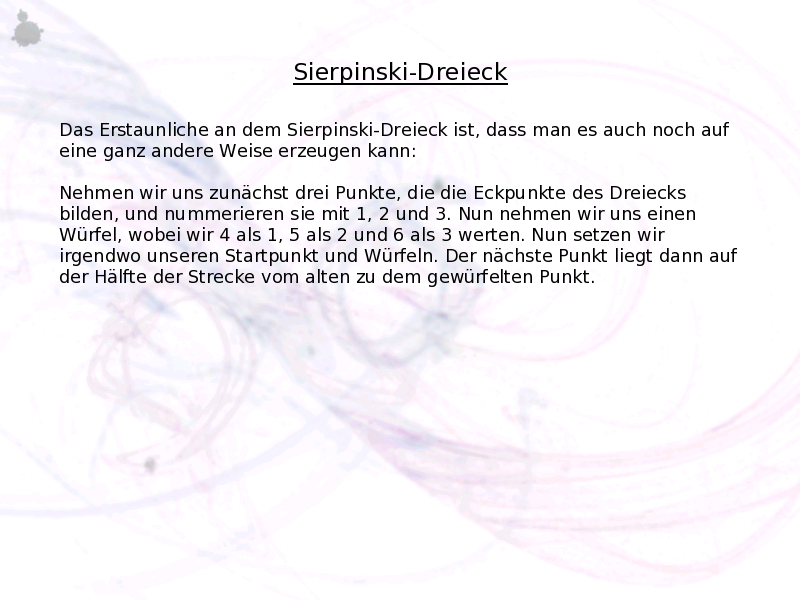 Sierpinski-Dreieck
Das Erstaunliche an dem Sierpinski-Dreieck ist, dass man es auch noch auf
eine ganz andere Weise erzeugen kann:
Nehmen wir uns zunächst drei Punkte, die die Eckpunkte des Dreiecks
bilden, und nummerieren sie mit 1, 2 und 3. Nun nehmen wir uns einen
Würfel, wobei wir 4 als 1, 5 als 2 und 6 als 3 werten. Nun setzen wir
irgendwo unseren Startpunkt und Würfeln. Der nächste Punkt liegt dann auf
der Hälfte der Strecke vom alten zu dem gewürfelten Punkt.